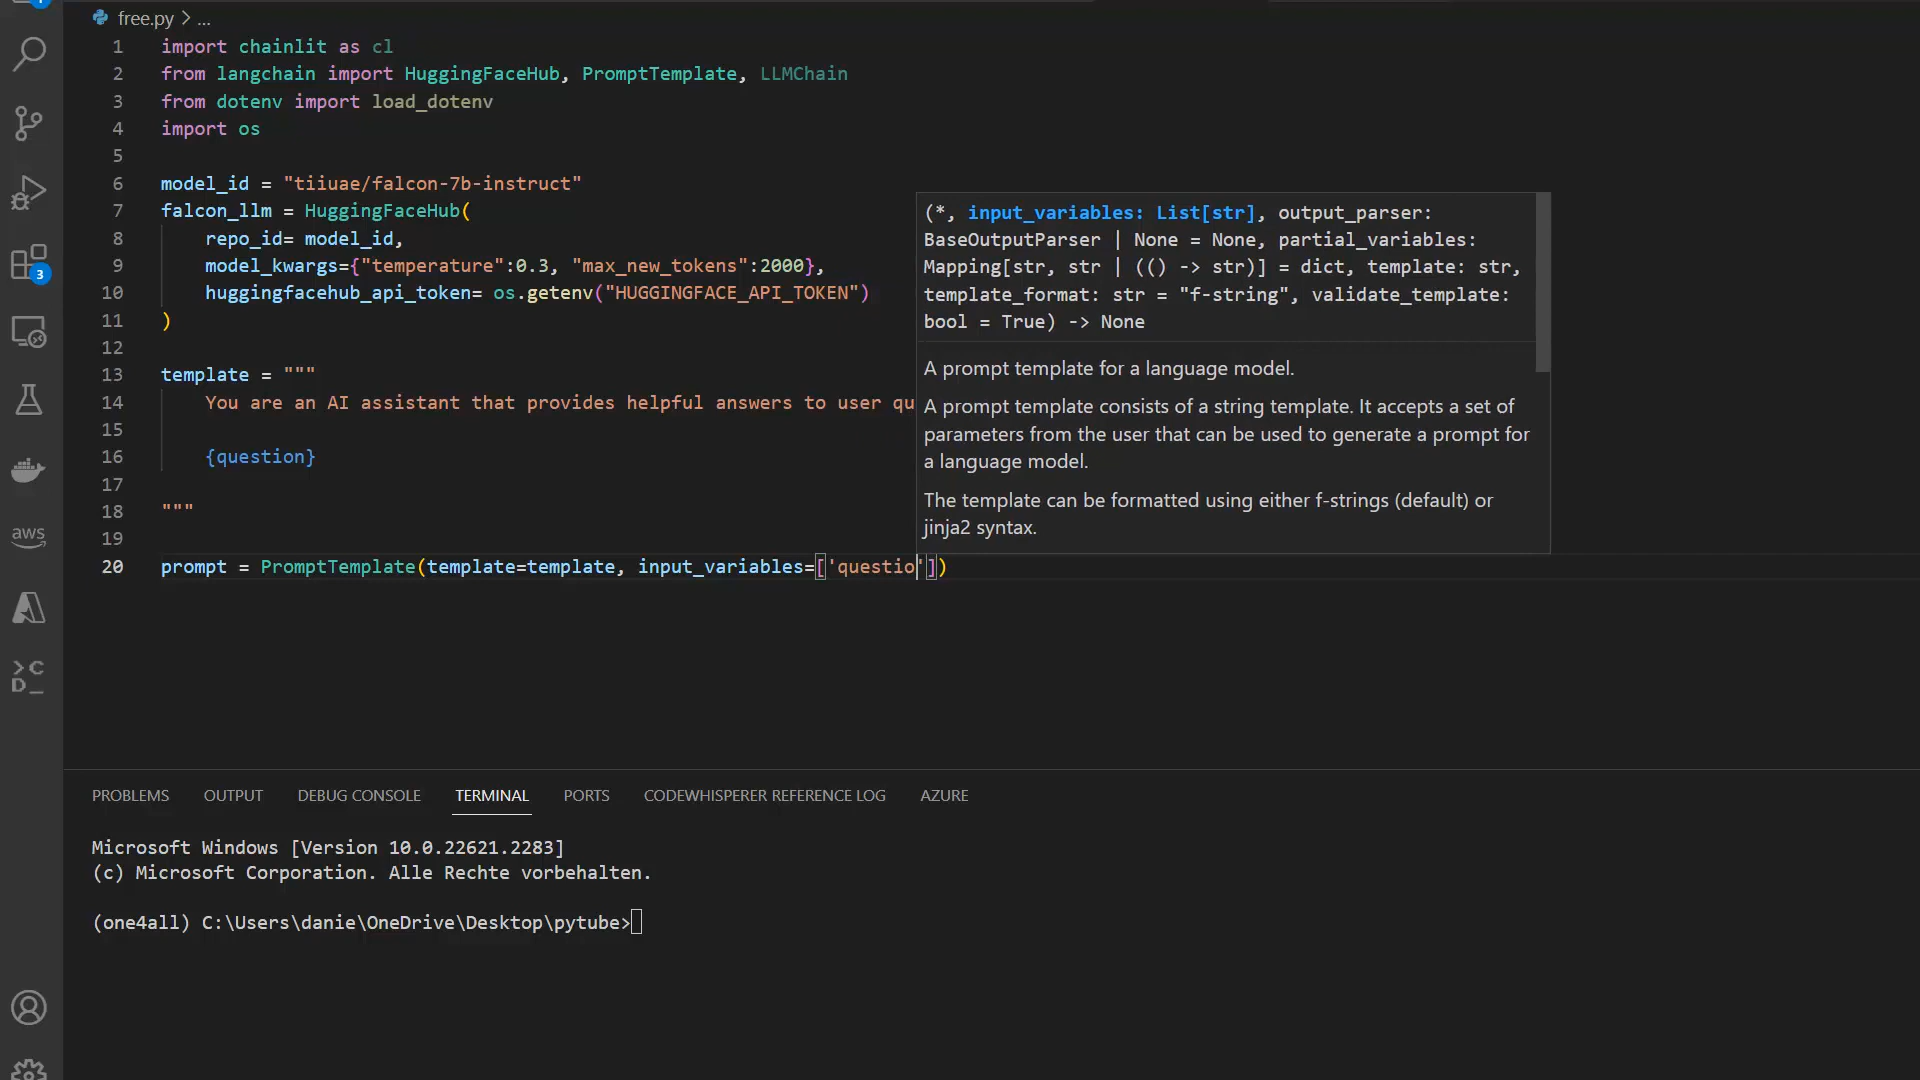 free.py > ...
1 import chainlit as cl
2 from langchain import HuggingFaceHub, PromptTemplate, LLMChain
3 from dotenv import load_dotenv
4 import os
5
6 model_id = "tiiuae/falcon-7b-instruct"
7 falcon_llm = HuggingFaceHub(
8     repo_id= model_id,
9     model_kwargs={"temperature":0.3, "max_new_tokens":2000},
10     huggingfacehub_api_token= os.getenv("HUGGINGFACE_API_TOKEN")
11 )
12
13 template = """
14     You are an AI assistant that provides helpful answers to user qu
15
16     {question}
17
18 """
19
20 prompt = PromptTemplate(template=template, input_variables=['questio'])
(*, input_variables: List[str], output_parser:
BaseOutputParser | None = None, partial_variables:
Mapping[str, str | (() -> str)] = dict, template: str,
template_format: str = "f-string", validate_template:
bool = True) -> None
A prompt template for a language model.
A prompt template consists of a string template. It accepts a set of
parameters from the user that can be used to generate a prompt for
a language model.
The template can be formatted using either f-strings (default) or
jinja2 syntax.
3
aws
>C
D_
PROBLEMS OUTPUT DEBUG CONSOLE TERMINAL PORTS CODEWHISPERER REFERENCE LOG AZURE
Microsoft Windows [Version 10.0.22621.2283]
(c) Microsoft Corporation. Alle Rechte vorbehalten.
(one4all) C:\Users\danie\OneDrive\Desktop\pytube>